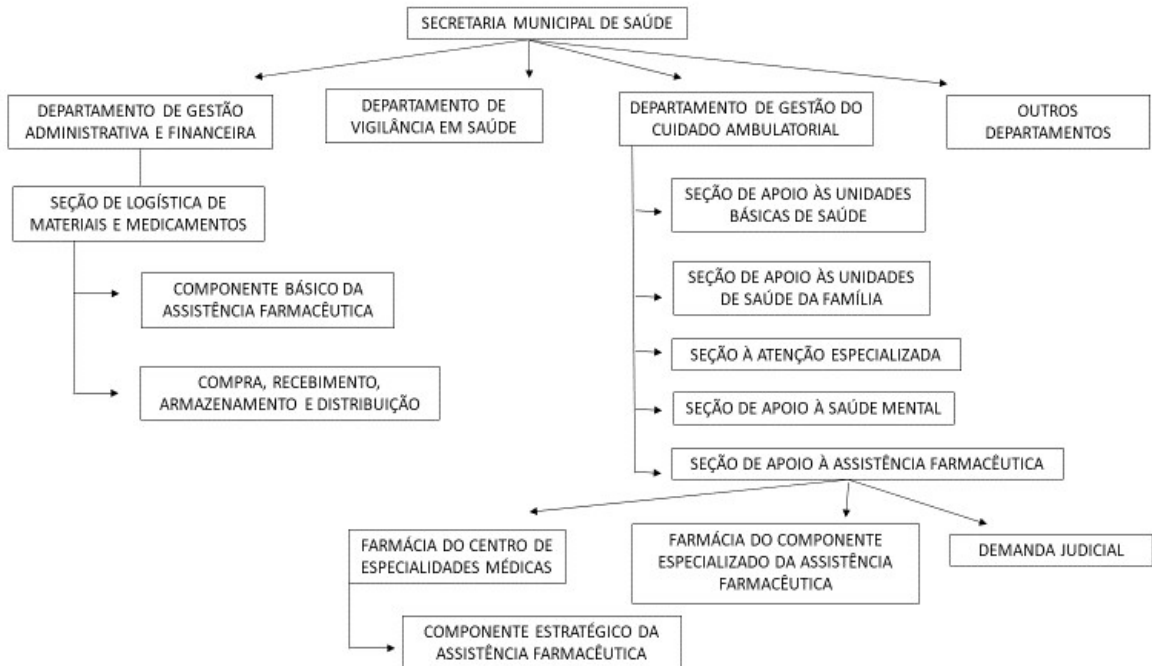 SECRETARIA MUNICIPAL DE SAÚDE
DEPARTAMENTO DE GESTÃO
ADMINISTRATIVA E FINANCEIRA
DEPARTAMENTO DE
VIGILÂNCIA EM SAÚDE
DEPARTAMENTO DE GESTÃO DO
CUIDADO AMBULATORIAL
OUTROS
DEPARTAMENTOS
SEÇÃO DE LOGÍSTICA DE
MATERIAIS E MEDICAMENTOS
COMPONENTE BÁSICO DA
ASSISTÊNCIA FARMACÊUTICA
COMPRA, RECEBIMENTO,
ARMAZENAMENTO E DISTRIBUIÇÃO
SEÇÃO DE APOIO ÀS UNIDADES
BÁSICAS DE SAÚDE
SEÇÃO DE APOIO ÀS UNIDADES
DE SAÚDE DA FAMÍLIA
SEÇÃO À ATENÇÃO ESPECIALIZADA
SEÇÃO DE APOIO À SAÚDE MENTAL
SEÇÃO DE APOIO À ASSISTÊNCIA FARMACÊUTICA
FARMÁCIA DO CENTRO DE
ESPECIALIDADES MÉDICAS
FARMÁCIA DO COMPONENTE
ESPECIALIZADO DA ASSISTÊNCIA
FARMACÊUTICA
DEMANDA JUDICIAL
COMPONENTE ESTRATÉGICO DA
ASSISTÊNCIA FARMACÊUTICA